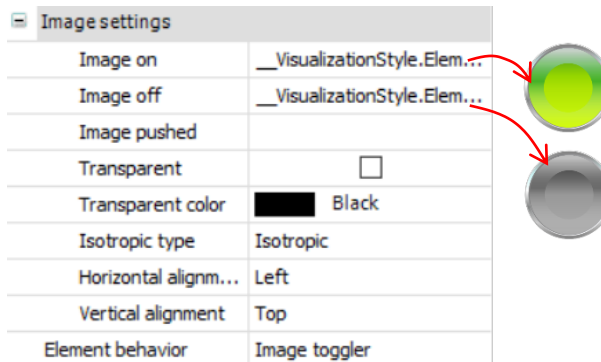 Image settings
Image on __VisualizationStyle.Elem...
Image off __VisualizationStyle.Elem...
Image pushed
Transparent
Transparent color Black
Isotropic type Isotropic
Horizontal alignm... Left
Vertical alignment Top
Element behavior Image toggler